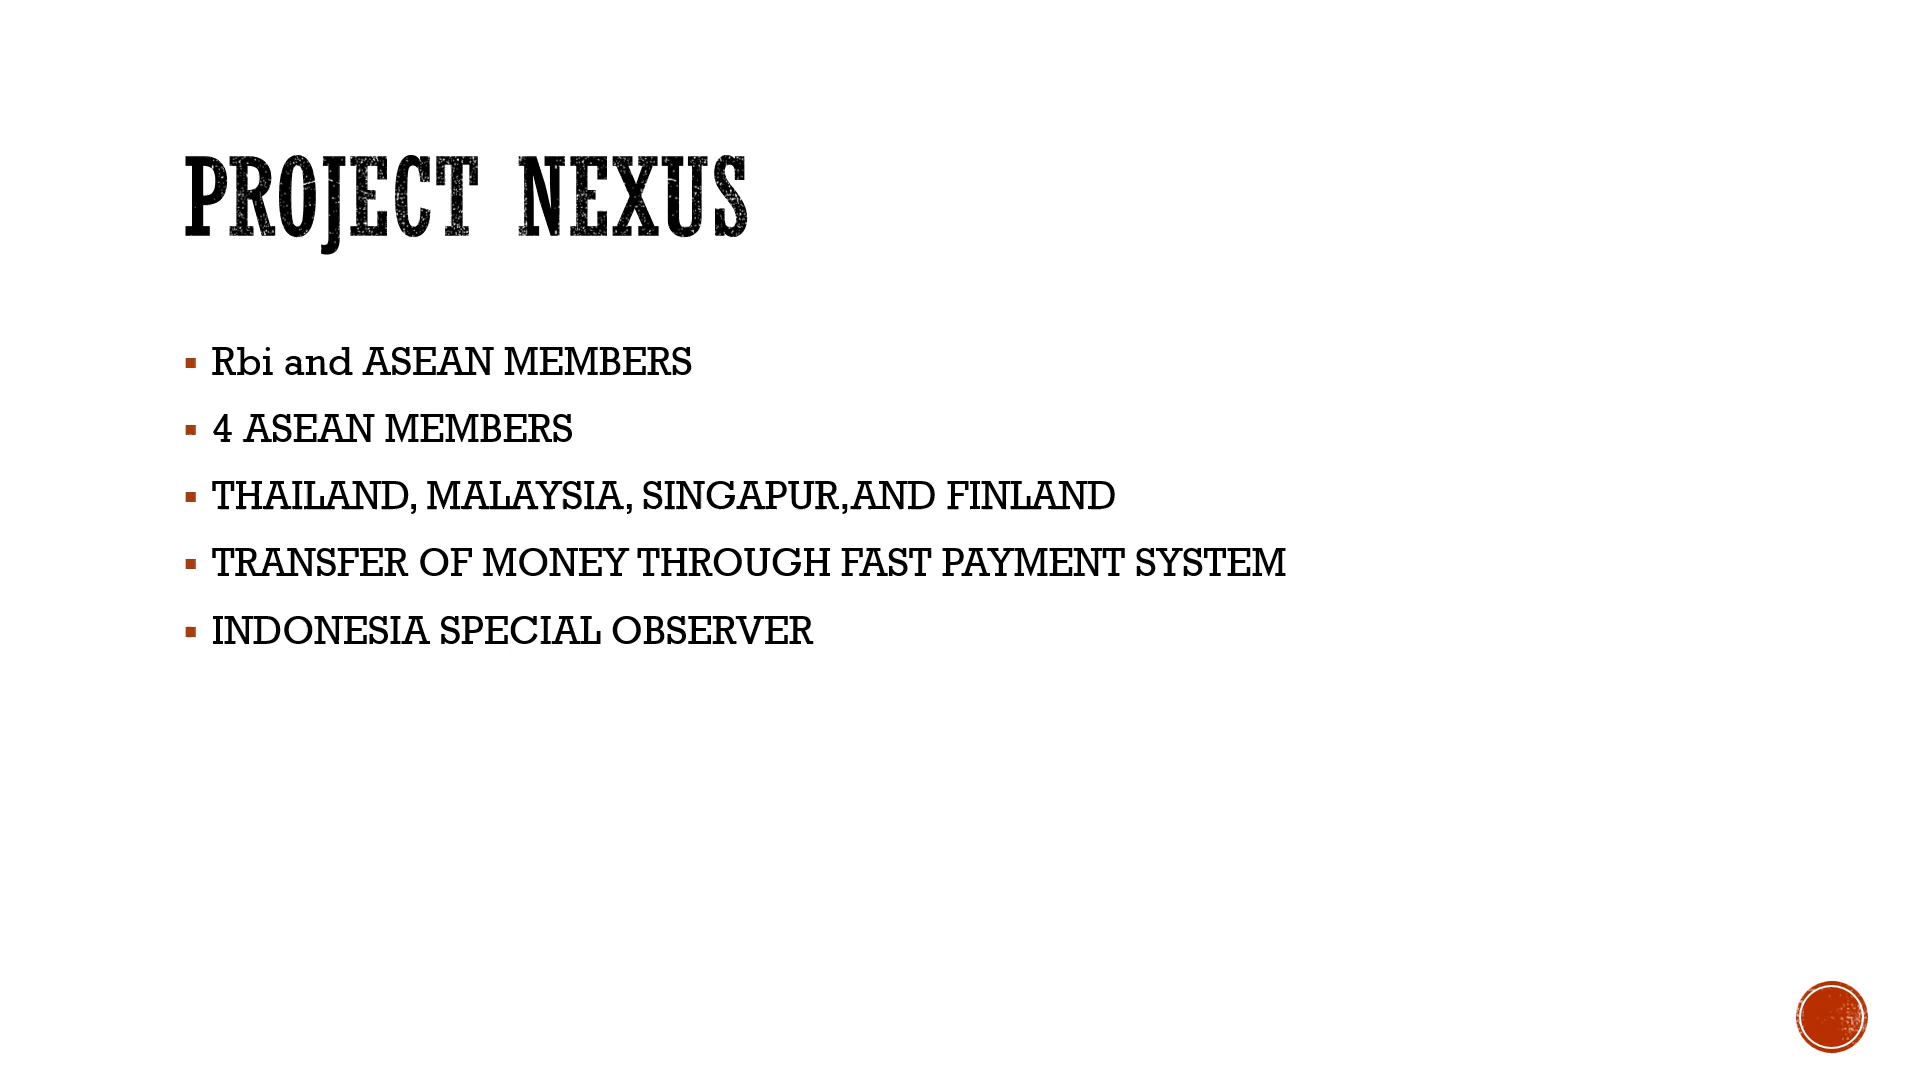 PROJECT NEXUS
▪ Rbi and ASEAN MEMBERS
▪ 4 ASEAN MEMBERS
▪ THAILAND, MALAYSIA, SINGAPUR,AND FINLAND
▪ TRANSFER OF MONEY THROUGH FAST PAYMENT SYSTEM
▪ INDONESIA SPECIAL OBSERVER